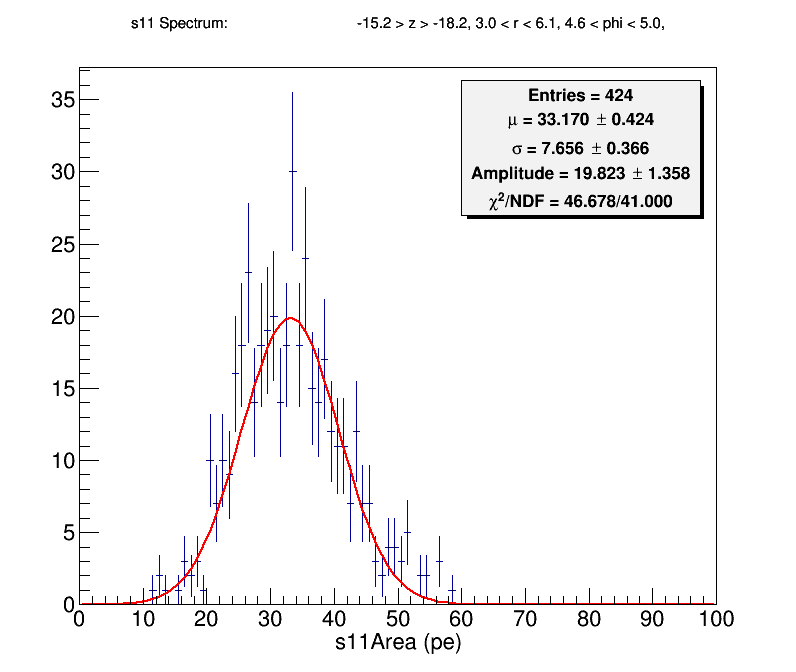 s11 Spectrum: -15.2 > z > -18.2, 3.0 < r < 6.1, 4.6 < phi < 5.0,
Entries = 424
μ = 33.170 ± 0.424
σ = 7.656 ± 0.366
Amplitude = 19.823 ± 1.358
χ²/NDF = 46.678/41.000
35
30
25
20
15
10
5
0
0 10 20 30 40 50 60 70 80 90 100
s11Area (pe)